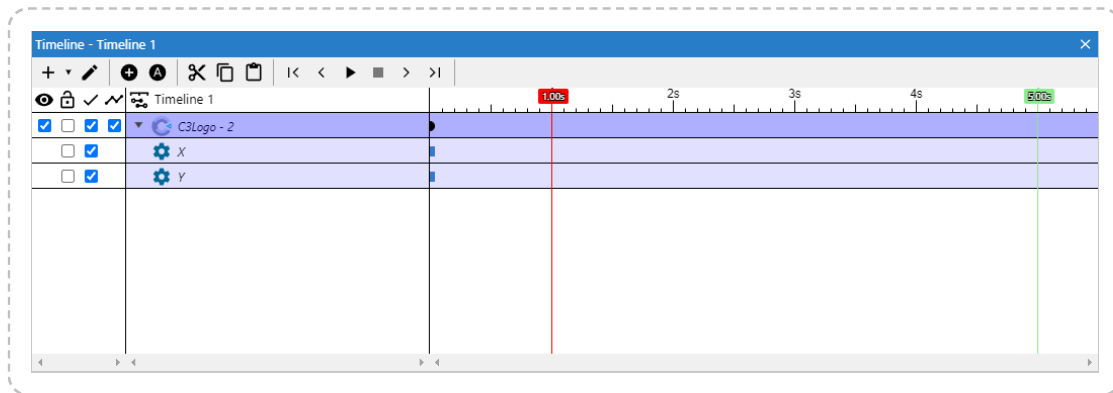 Timeline - Timeline 1
Timeline 1
1.00s 2s 3s 4s 5.00s
C3Logo - 2
X
Y